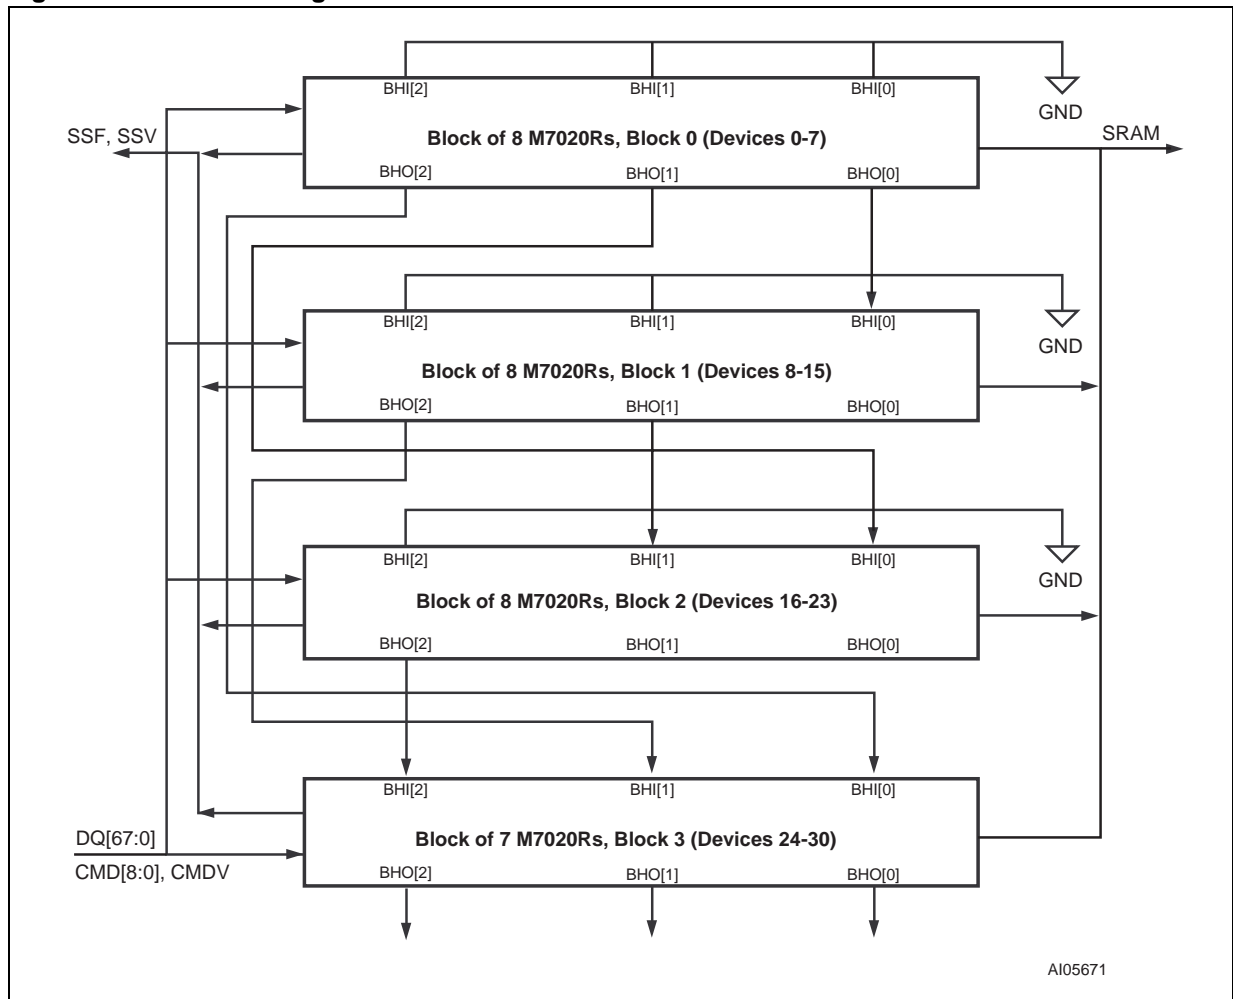 BHI[2] BHI[1] BHI[0]
GND
Block of 8 M7020Rs, Block 0 (Devices 0-7)
SSF, SSV
SRAM
BHO[2] BHO[1] BHO[0]
BHI[2] BHI[1] BHI[0]
GND
Block of 8 M7020Rs, Block 1 (Devices 8-15)
BHO[2] BHO[1] BHO[0]
BHI[2] BHI[1] BHI[0]
GND
Block of 8 M7020Rs, Block 2 (Devices 16-23)
BHO[2] BHO[1] BHO[0]
BHI[2] BHI[1] BHI[0]
DQ[67:0]
Block of 7 M7020Rs, Block 3 (Devices 24-30)
CMD[8:0], CMDV
BHO[2] BHO[1] BHO[0]
AI05671